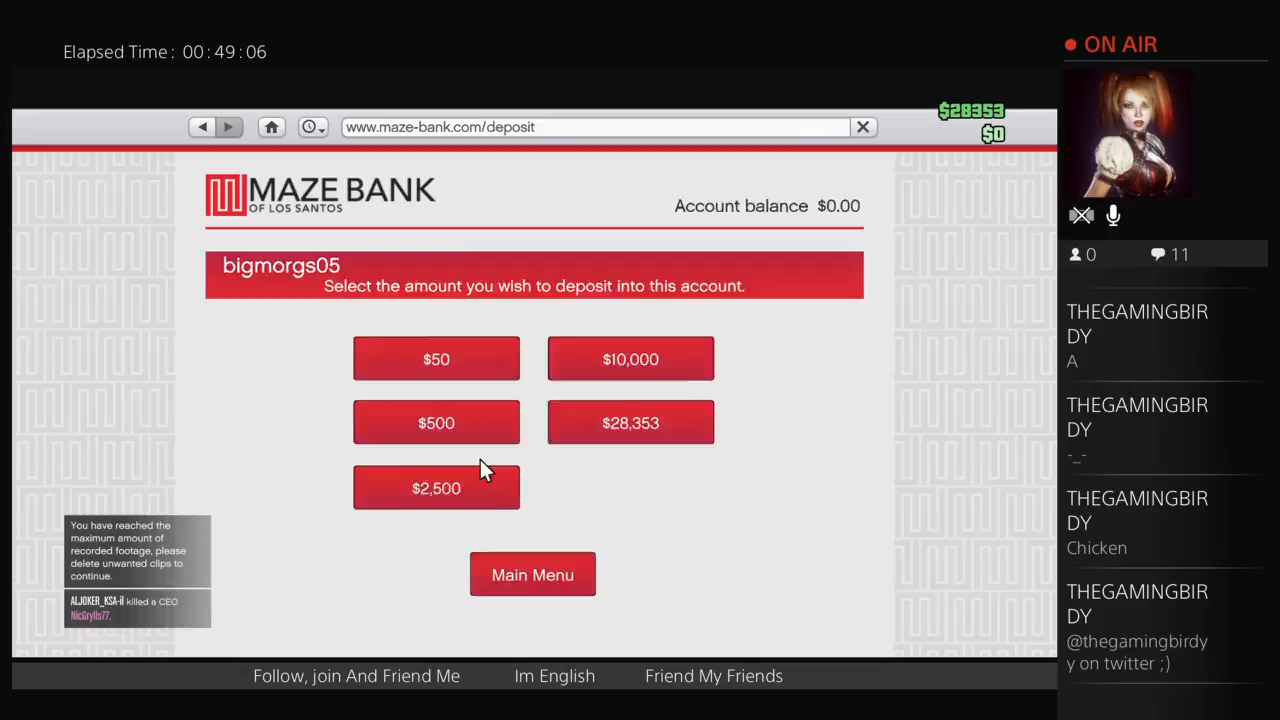 Elapsed Time: 00:49:06
ON AIR
$28353
$0
www.maze-bank.com/deposit
MAZE BANK
OF LOS SANTOS
Account balance $0.00
bigmorgs05
Select the amount you wish to deposit into this account.
$50
$10,000
$500
$28,353
$2,500
Main Menu
You have reached the
maximum amount of
recorded footage, please
delete unwanted clips to
continue.
ALJOKER_KSA-il killed a CEO
NicGrylls77.
0
11
THEGAMINGBIR
DY
A
THEGAMINGBIR
DY
-_-
THEGAMINGBIR
DY
Chicken
THEGAMINGBIR
DY
@thegamingbirdy
y on twitter ;)
Follow, join And Friend Me
Im English
Friend My Friends